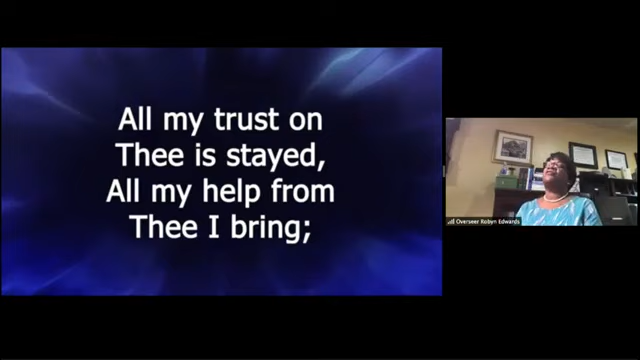 All my trust on
Thee is stayed,
All my help from
Thee I bring;
Overseer Robyn Edwards